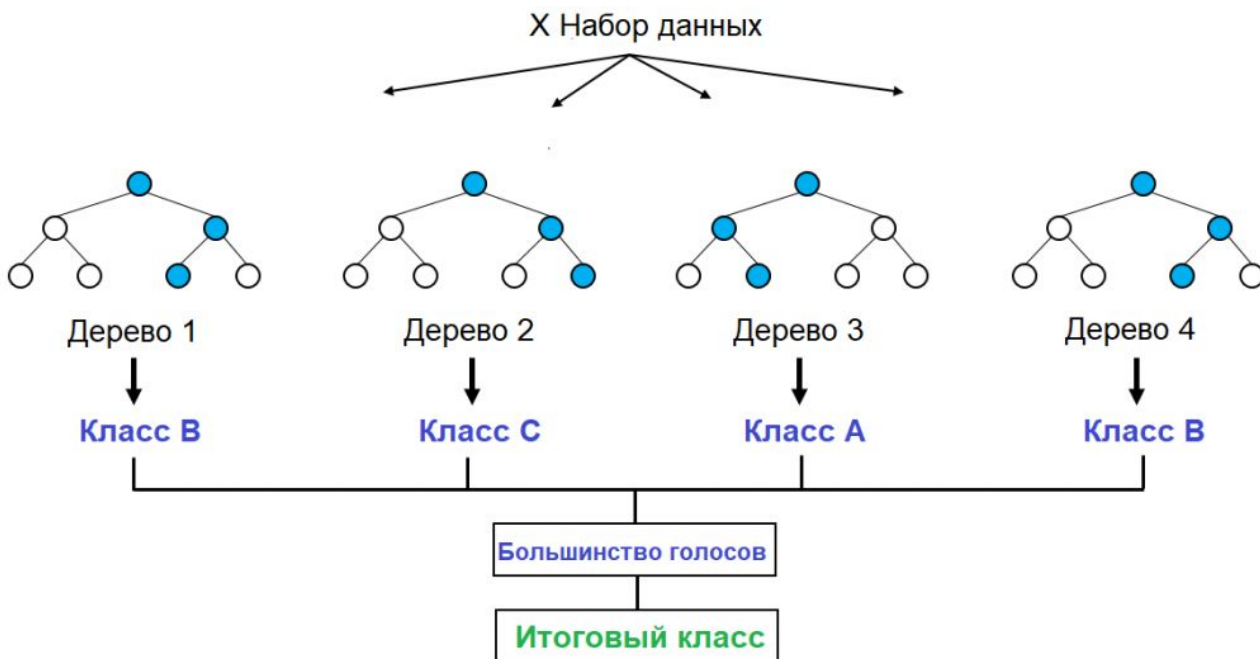 X Набор данных
Дерево 1
Дерево 2
Дерево 3
Дерево 4
Класс B
Класс C
Класс A
Класс B
Большинство голосов
Итоговый класс